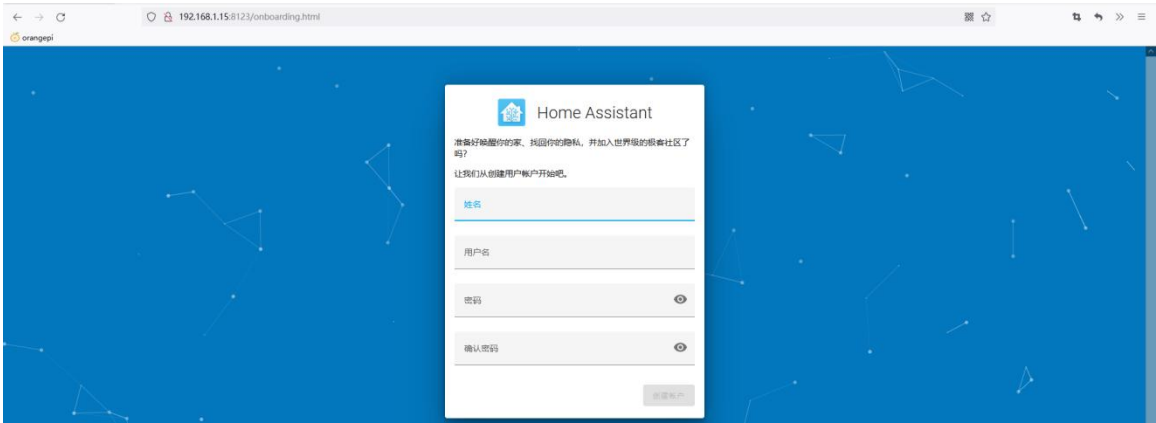 192.168.1.15:8123/onboarding.html
orangepi
Home Assistant
准备好唤醒你的家、找回你的隐私，并加入世界级的极客社区了
吗？
让我们从创建用户帐户开始吧。
姓名
用户名
密码
确认密码
创建帐户